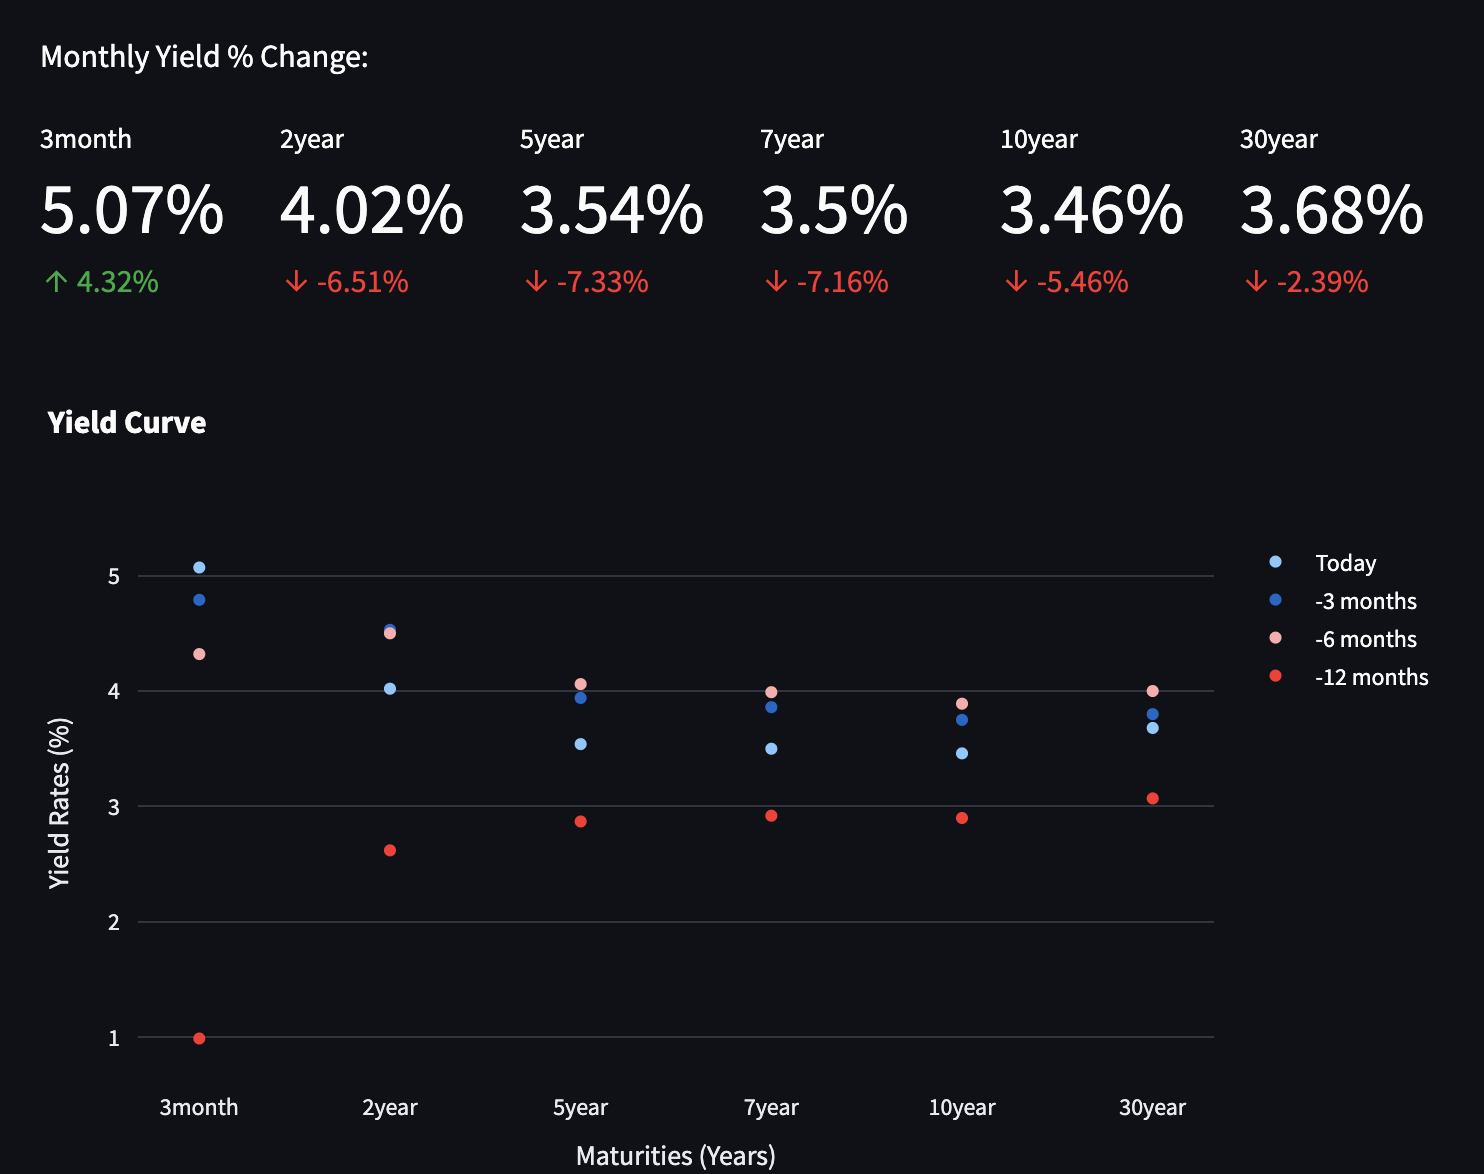 Monthly Yield % Change:
3month 2year 5year 7year 10year 30year
5.07% 4.02% 3.54% 3.5% 3.46% 3.68%
↑ 4.32% ↓ -6.51% ↓ -7.33% ↓ -7.16% ↓ -5.46% ↓ -2.39%
Yield Curve
Today
-3 months
-6 months
-12 months
5
4
3
2
1
Yield Rates (%)
3month 2year 5year 7year 10year 30year
Maturities (Years)